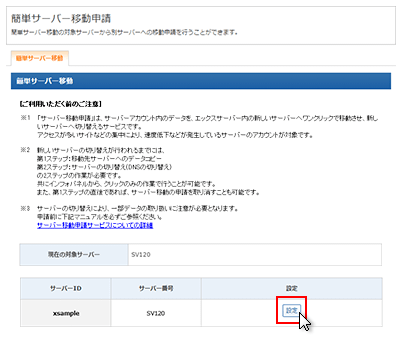 簡単サーバー移動申請
簡単サーバー移動の対象サーバーから別サーバーへの移動申請を行うことができます。
簡単サーバー移動
簡単サーバー移動
【ご利用いただく前のご注意】
※1 「サーバー移動申請」は、サーバーアカウント内のデータを、エックスサーバー内の新しいサーバーへワンクリックで移動させ、新し
いサーバーへ切り替えるサービスです。
アクセスが多いサイトなどの集中により、速度低下などが発生しているサーバーのアカウントが対象です。
※2 新しいサーバーの切り替えが行われるまでには、
第1ステップ:移動先サーバーへのデータコピー
第2ステップ:サーバーの切り替え(DNSの切り替え)
の2ステップの作業が必要です。
共にインフォパネルから、クリックのみの作業で行うことが可能です。
また、第1ステップの直後であれば、サーバー移動の申請を取り消すことも可能です。
※3 サーバーの切り替えにより、一部データの取り扱いに注意が必要となります。
申請前に下記マニュアルを必ずご参照ください。
サーバー移動申請サービスについての詳細
現在の対象サーバー SV120
サーバーID サーバー番号 設定
xsample SV120 設定